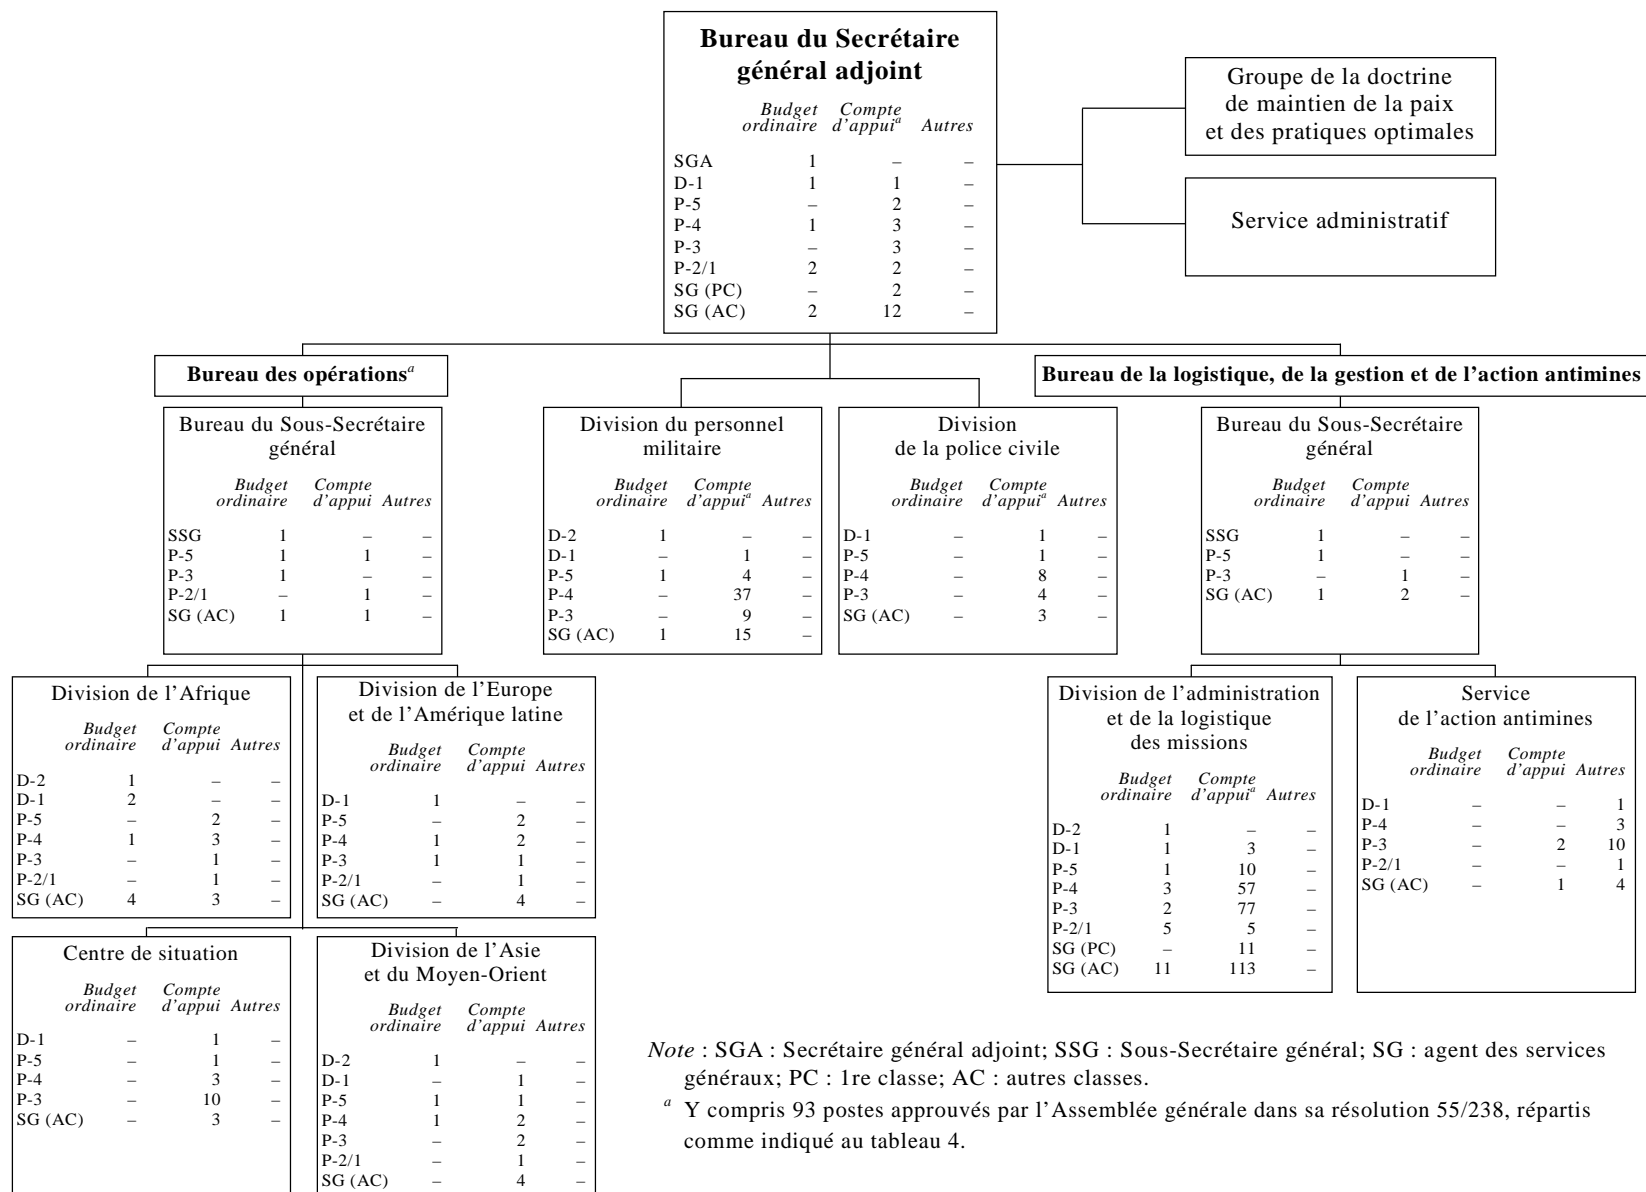 Bureau du Secrétaire
général adjoint
Budget Compte
ordinaire d'appuiᵃ Autres
SGA 1 – –
D-1 1 1 –
P-5 – 2 –
P-4 1 3 –
P-3 – 3 –
P-2/1 2 2 –
SG (PC) – 2 –
SG (AC) 2 12 –
Groupe de la doctrine
de maintien de la paix
et des pratiques optimales
Service administratif
Bureau des opérationsᵃ
Bureau du Sous-Secrétaire
général
Budget Compte
ordinaire d'appui Autres
SSG 1 – –
P-5 1 1 –
P-3 1 – –
P-2/1 – 1 –
SG (AC) 1 1 –
Division du personnel
militaire
Budget Compte
ordinaire d'appuiᵃ Autres
D-2 1 – –
D-1 – 1 –
P-5 1 4 –
P-4 – 37 –
P-3 – 9 –
SG (AC) 1 15 –
Division
de la police civile
Budget Compte
ordinaire d'appuiᵃ Autres
D-1 – 1 –
P-5 – 1 –
P-4 – 8 –
P-3 – 4 –
SG (AC) – 3 –
Bureau de la logistique, de la gestion et de l'action antimines
Bureau du Sous-Secrétaire
général
Budget Compte
ordinaire d'appui Autres
SSG 1 – –
P-5 1 – –
P-3 – 1 –
SG (AC) 1 2 –
Division de l'Afrique
Budget Compte
ordinaire d'appui Autres
D-2 1 – –
D-1 2 – –
P-5 – 2 –
P-4 1 3 –
P-3 – 1 –
P-2/1 – 1 –
SG (AC) 4 3 –
Division de l'Europe
et de l'Amérique latine
Budget Compte
ordinaire d'appui Autres
D-1 1 – –
P-5 – 2 –
P-4 1 2 –
P-3 1 1 –
P-2/1 – 1 –
SG (AC) – 4 –
Centre de situation
Budget Compte
ordinaire d'appui Autres
D-1 – 1 –
P-5 – 1 –
P-4 – 3 –
P-3 – 10 –
SG (AC) – 3 –
Division de l'Asie
et du Moyen-Orient
Budget Compte
ordinaire d'appui Autres
D-2 1 – –
D-1 – 1 –
P-5 1 1 –
P-4 1 2 –
P-3 – 2 –
P-2/1 – 1 –
SG (AC) – 4 –
Division de l'administration
et de la logistique
des missions
Budget Compte
ordinaire d'appuiᵃ Autres
D-2 1 – –
D-1 1 3 –
P-5 1 10 –
P-4 3 57 –
P-3 2 77 –
P-2/1 5 5 –
SG (PC) – 11 –
SG (AC) 11 113 –
Service
de l'action antimines
Budget Compte
ordinaire d'appui Autres
D-1 – – 1
P-4 – – 3
P-3 – 2 10
P-2/1 – – 1
SG (AC) – 1 4
Note : SGA : Secrétaire général adjoint; SSG : Sous-Secrétaire général; SG : agent des services
généraux; PC : 1re classe; AC : autres classes.
ᵃ Y compris 93 postes approuvés par l'Assemblée générale dans sa résolution 55/238, répartis
comme indiqué au tableau 4.